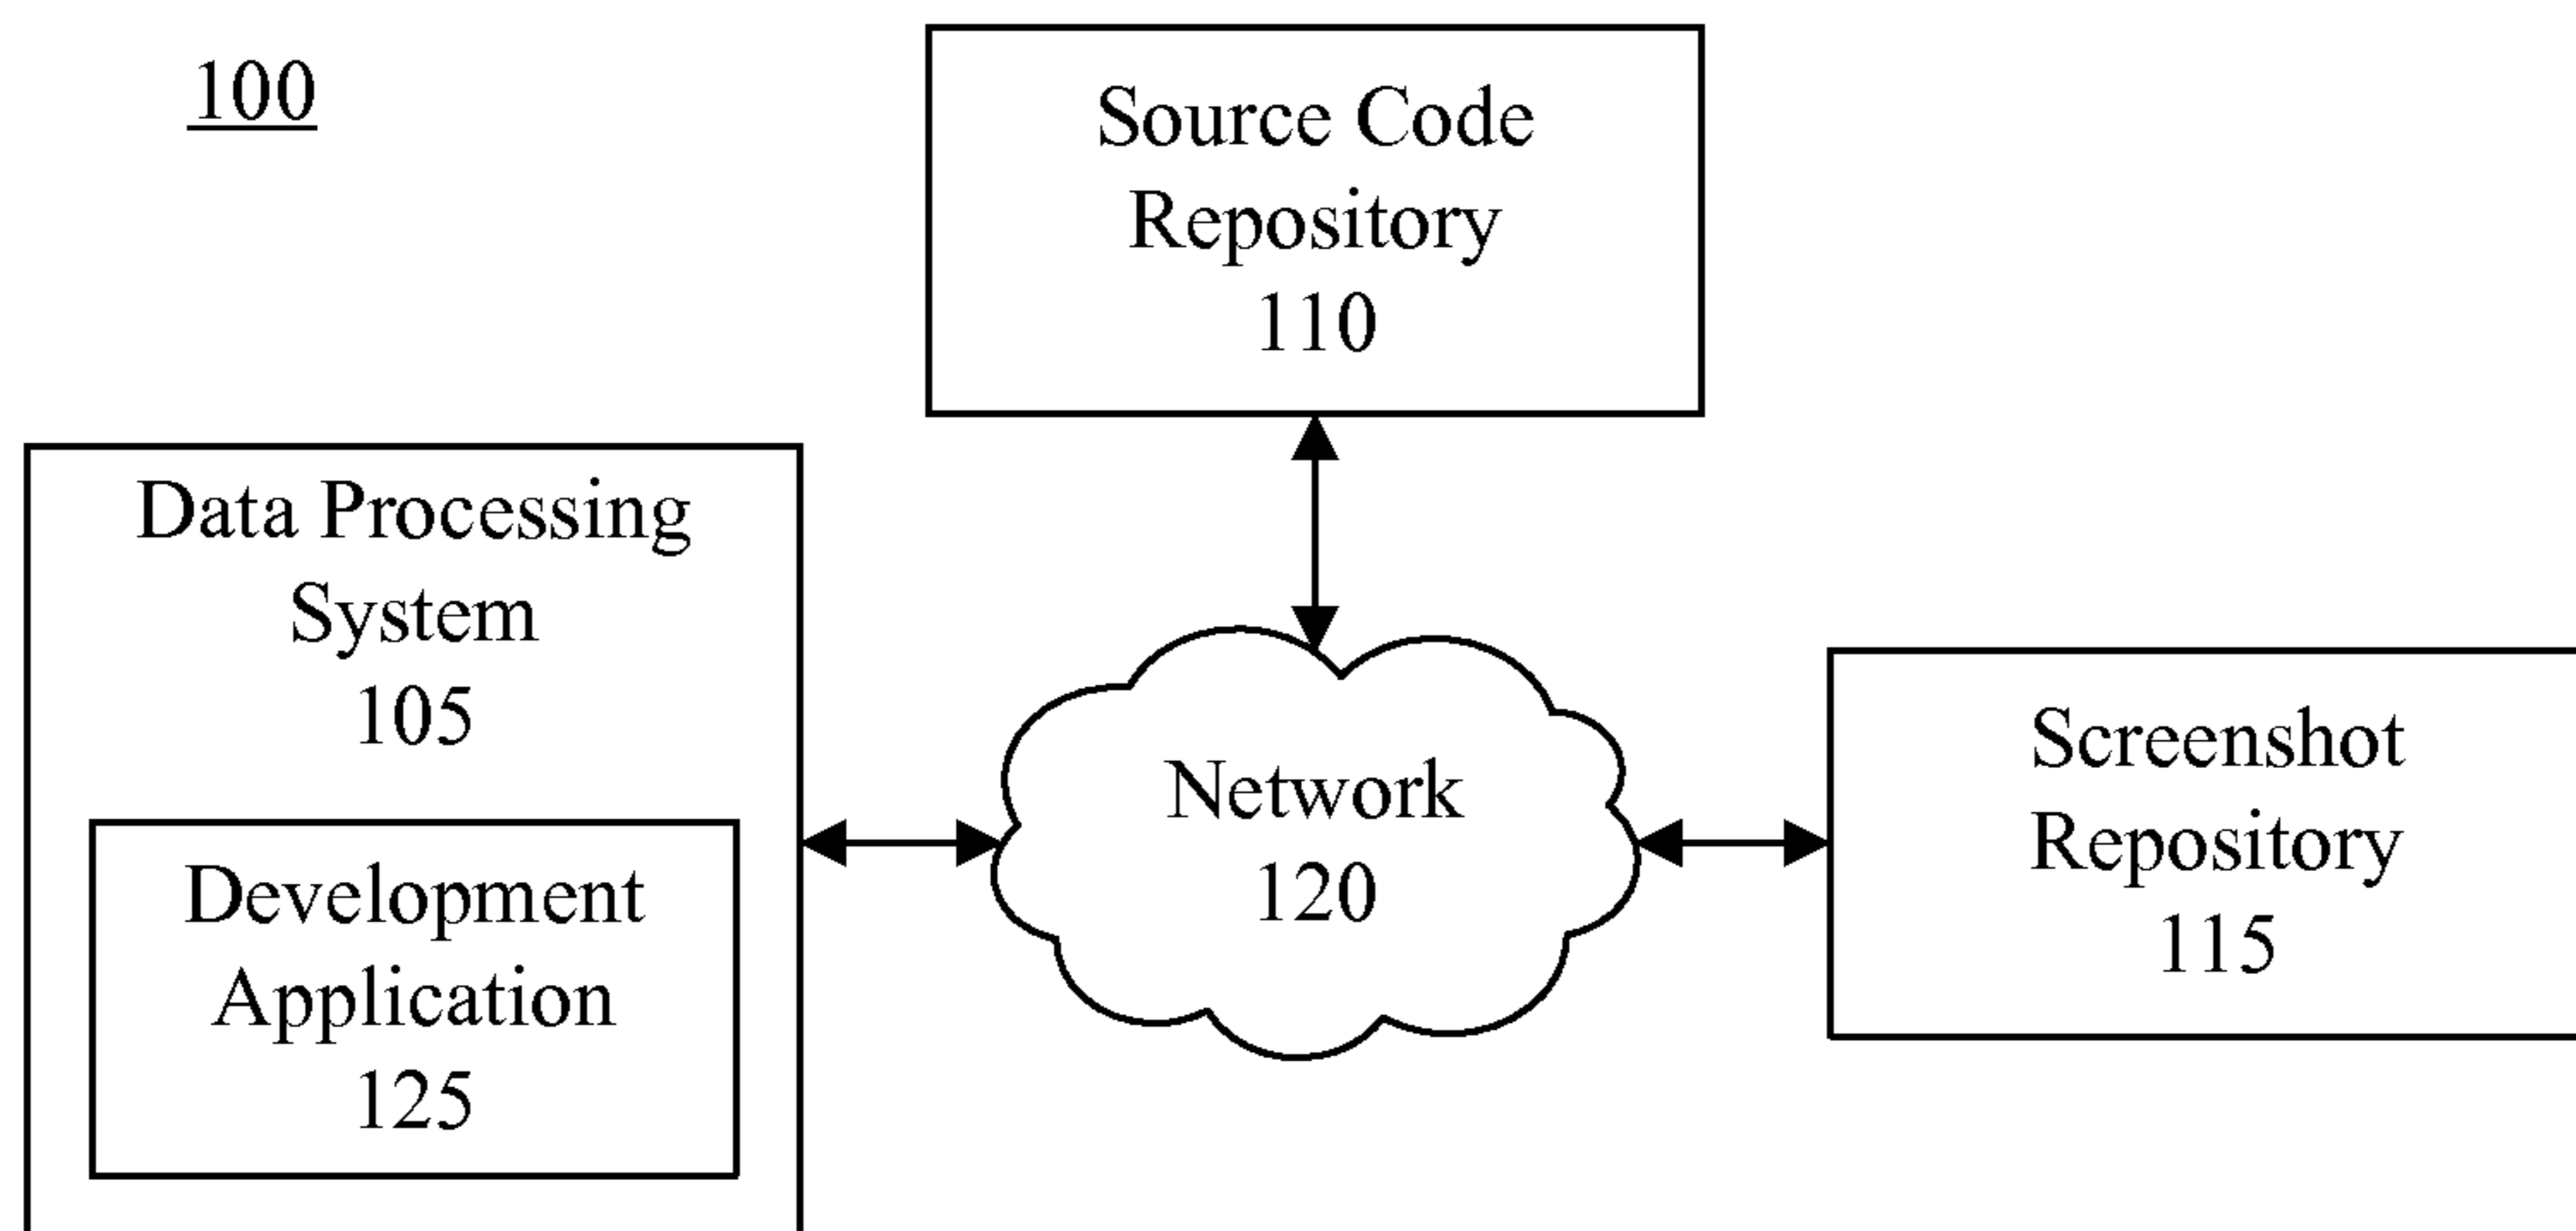 100
Source Code
Repository
110
Data Processing
System
105
Development
Application
125
Network
120
Screenshot
Repository
115